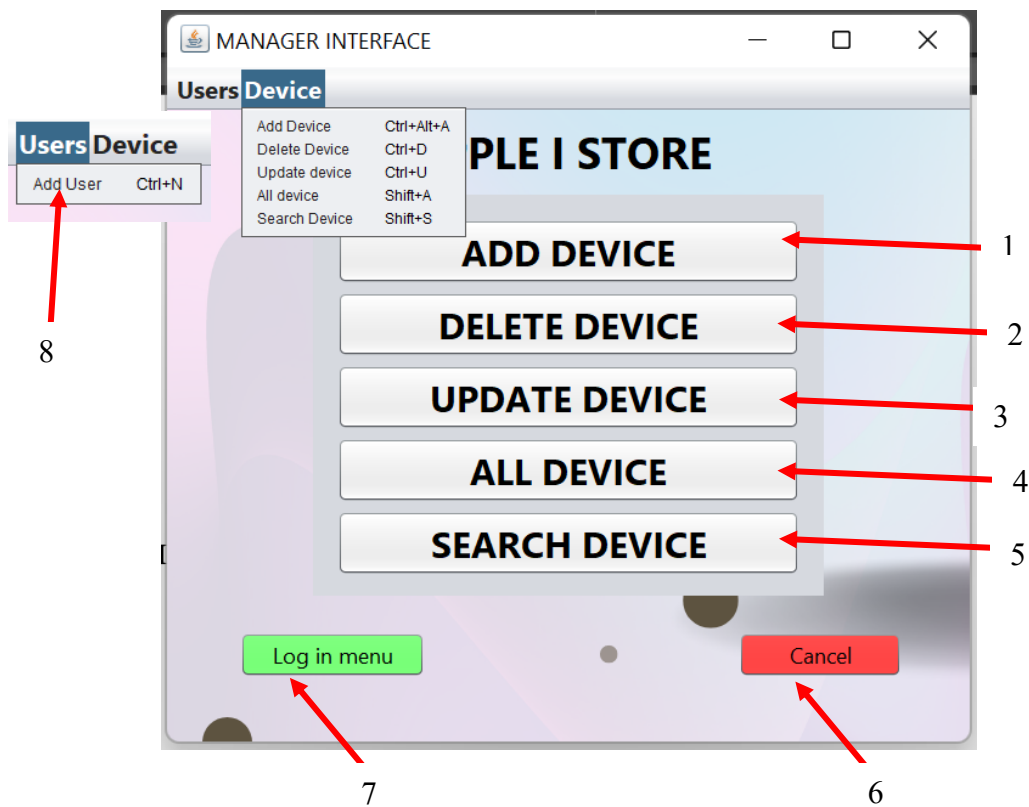 MANAGER INTERFACE
Users Device
Add Device Ctrl+Alt+A
Delete Device Ctrl+D
Update device Ctrl+U
All device Shift+A
Search Device Shift+S
Users Device
Add User Ctrl+N
PPLE I STORE
ADD DEVICE
1
DELETE DEVICE
2
UPDATE DEVICE
3
ALL DEVICE
4
SEARCH DEVICE
5
8
Log in menu
Cancel
7
6